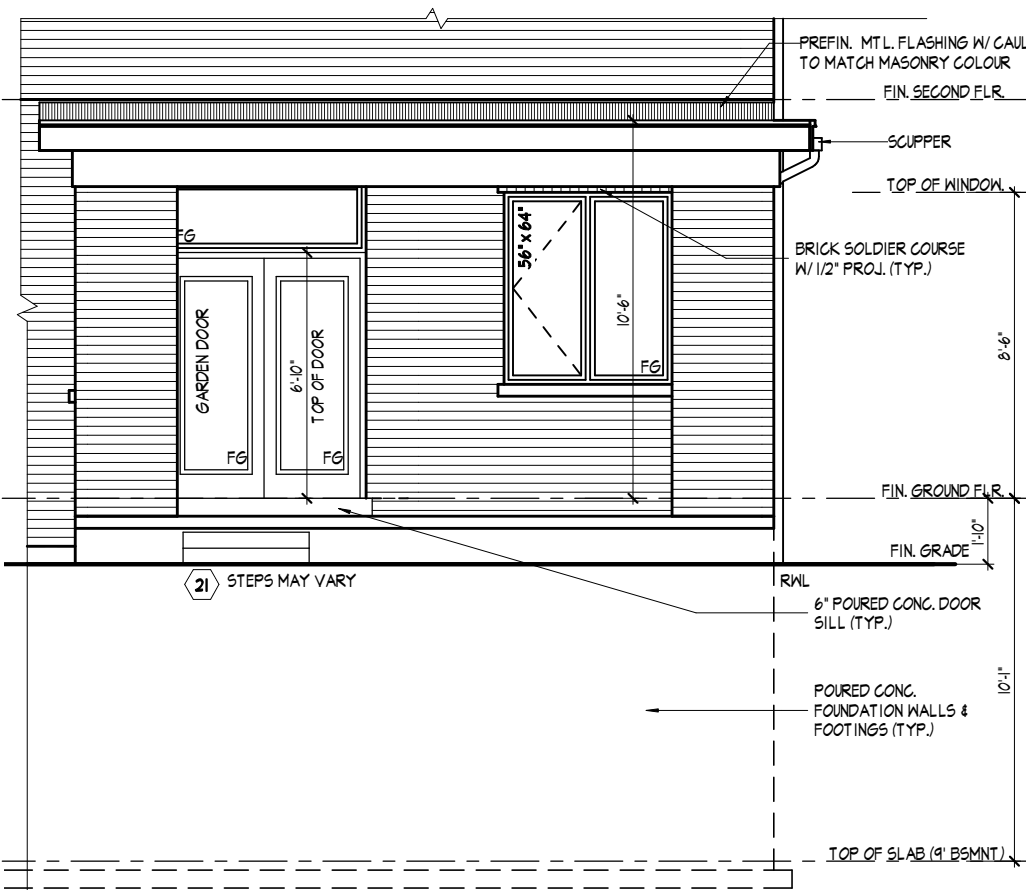 PREFIN. MTL. FLASHING W/ CAUL
TO MATCH MASONRY COLOUR
FIN. SECOND FLR.
SCUPPER
TOP OF WINDOW.
BRICK SOLDIER COURSE
W/ 1/2" PROJ. (TYP.)
FG
56"x64"
10'-6"
8'-6"
GARDEN DOOR
6'-10"
TOP OF DOOR
FG
FG
FG
FIN. GROUND FLR.
1'-10"
FIN. GRADE
21
STEPS MAY VARY
RWL
6" POURED CONC. DOOR
SILL (TYP.)
10'-1"
POURED CONC.
FOUNDATION WALLS &
FOOTINGS (TYP.)
TOP OF SLAB (9' BSMNT.)